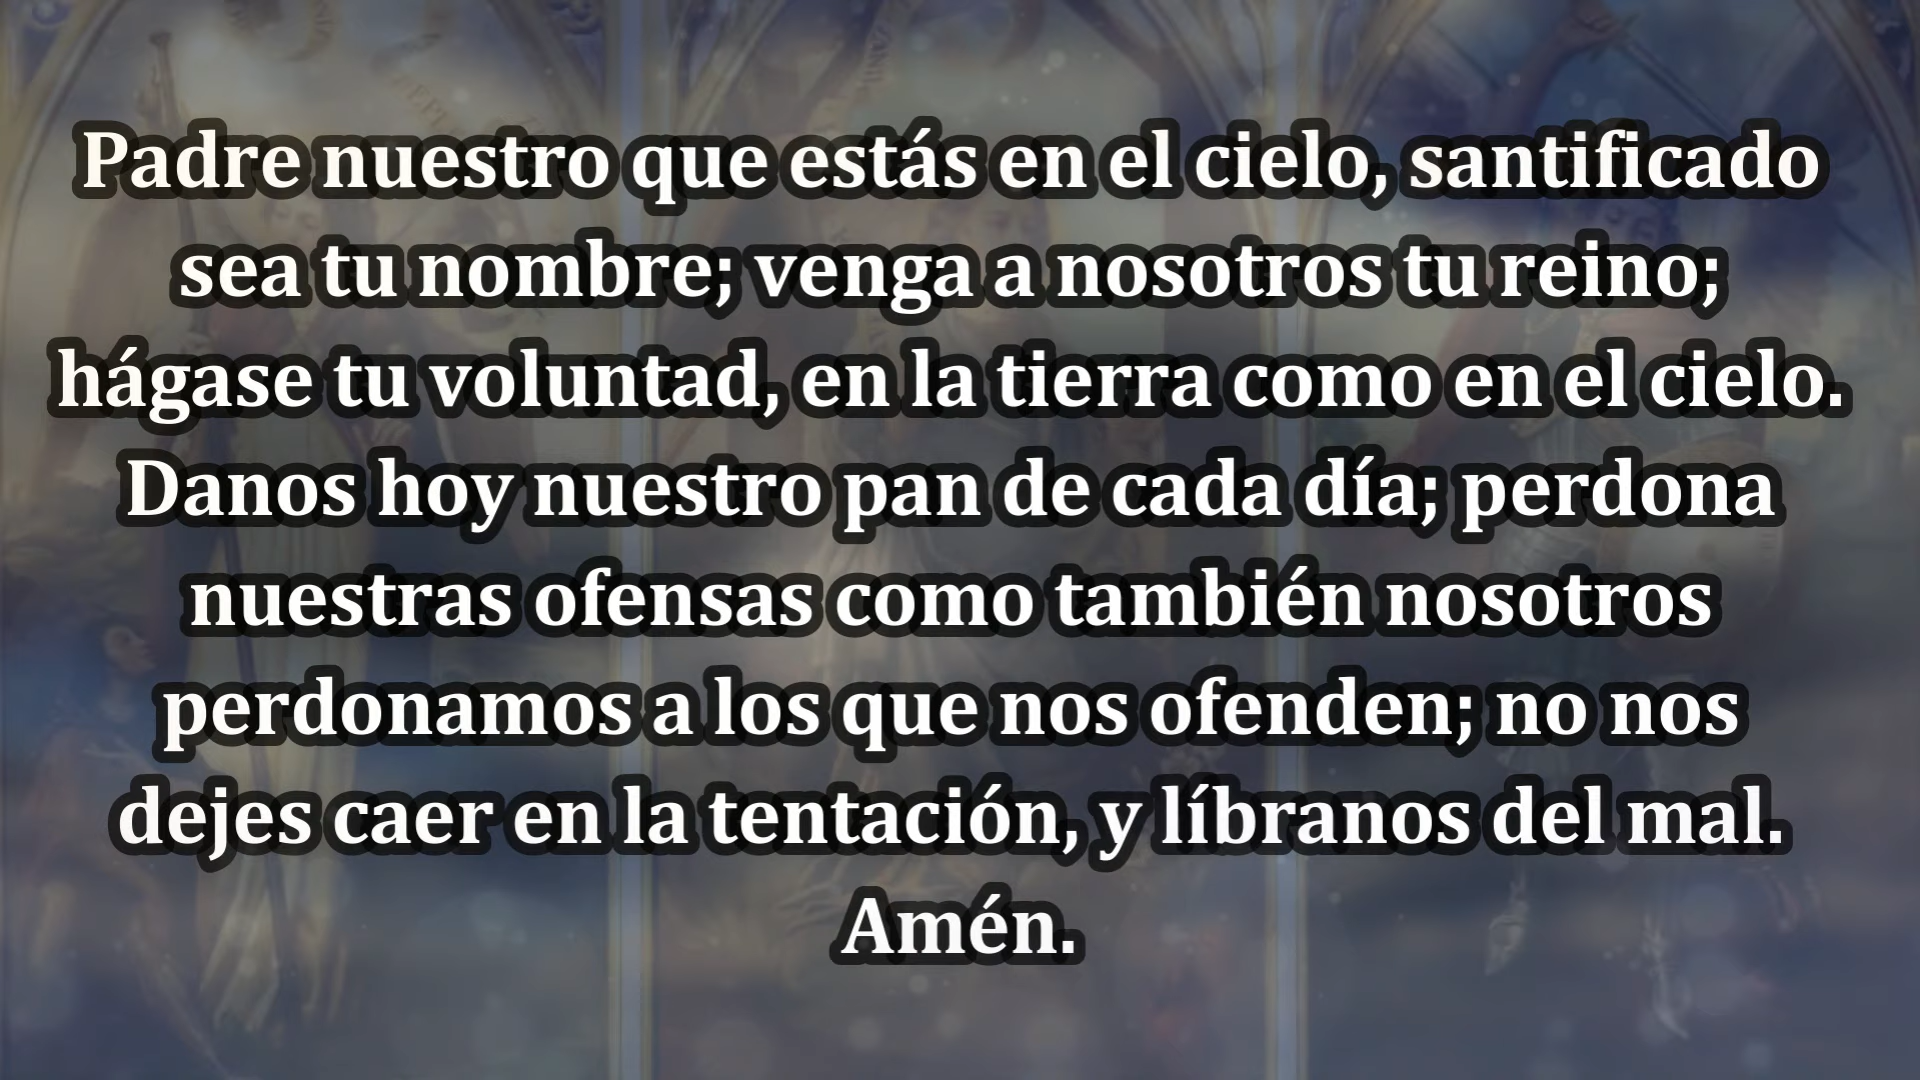 Padre nuestro que estás en el cielo, santificado
sea tu nombre; venga a nosotros tu reino;
hágase tu voluntad, en la tierra como en el cielo.
Danos hoy nuestro pan de cada día; perdona
nuestras ofensas como también nosotros
perdonamos a los que nos ofenden; no nos
dejes caer en la tentación, y líbranos del mal.
Amén.